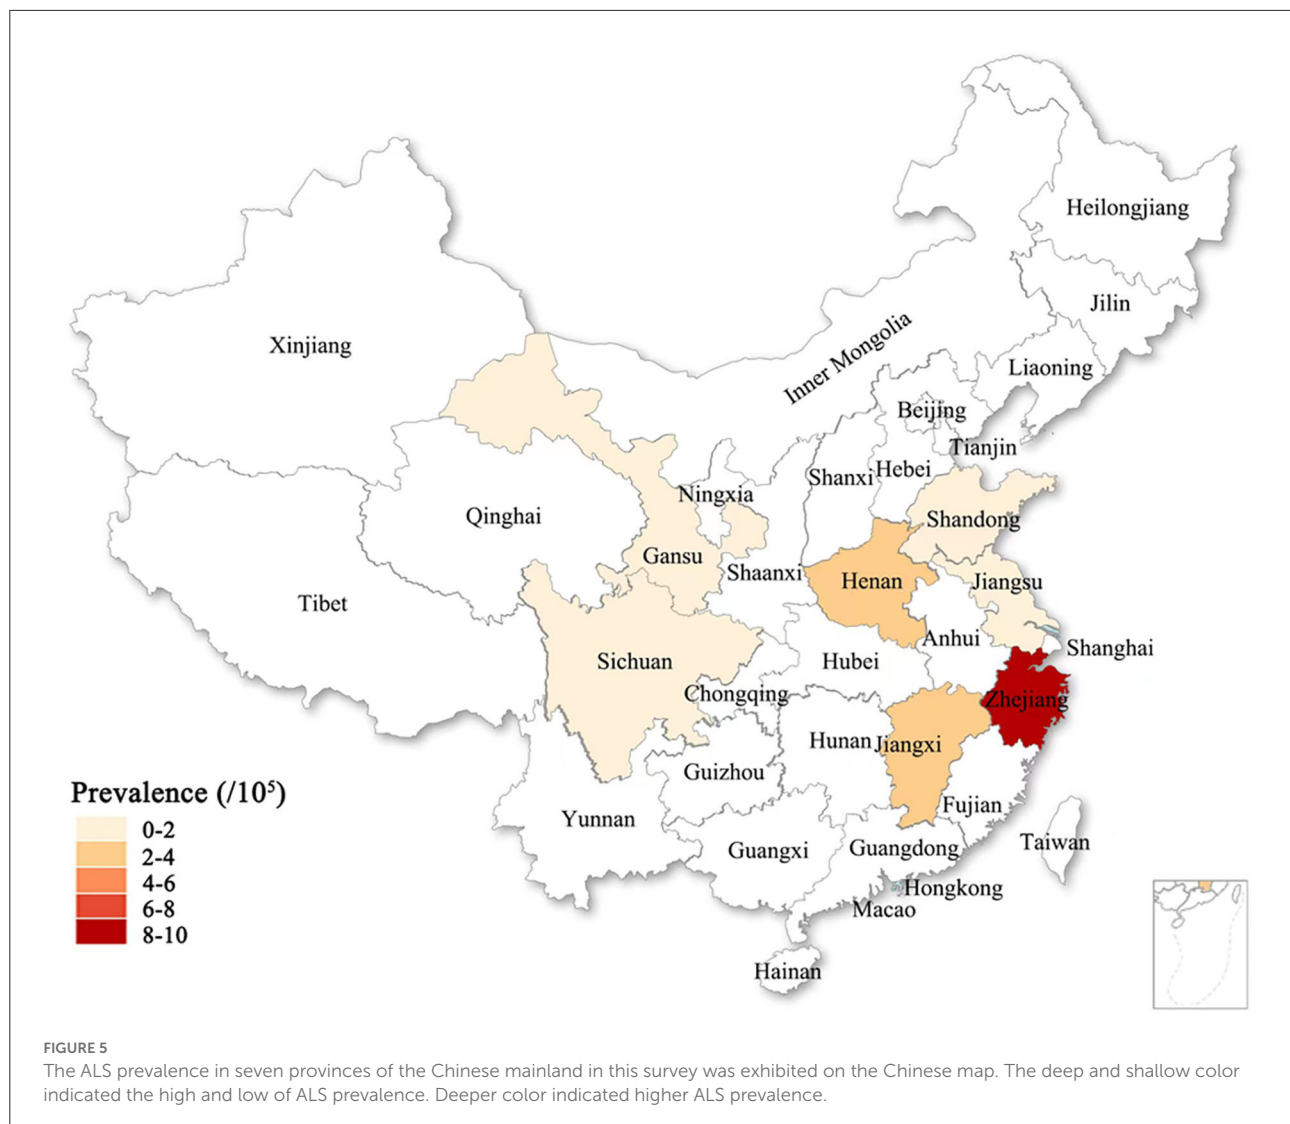 Heilongjiang
Jilin
Xinjiang
Inner Mongolia
Liaoning
Beijing
Tianjin
Shanxi
Hebei
Ningxia
Qinghai
Shandong
Gansu
Shaanxi
Henan
Jiangsu
Tibet
Anhui
Shanghai
Sichuan
Hubei
Chongqing
Zhejiang
Hunan
Jiangxi
Guizhou
Fujian
Yunnan
Guangxi
Guangdong
Taiwan
Hongkong
Macao
Hainan
Prevalence (/10⁵)
0-2
2-4
4-6
6-8
8-10
FIGURE 5
The ALS prevalence in seven provinces of the Chinese mainland in this survey was exhibited on the Chinese map. The deep and shallow color
indicated the high and low of ALS prevalence. Deeper color indicated higher ALS prevalence.